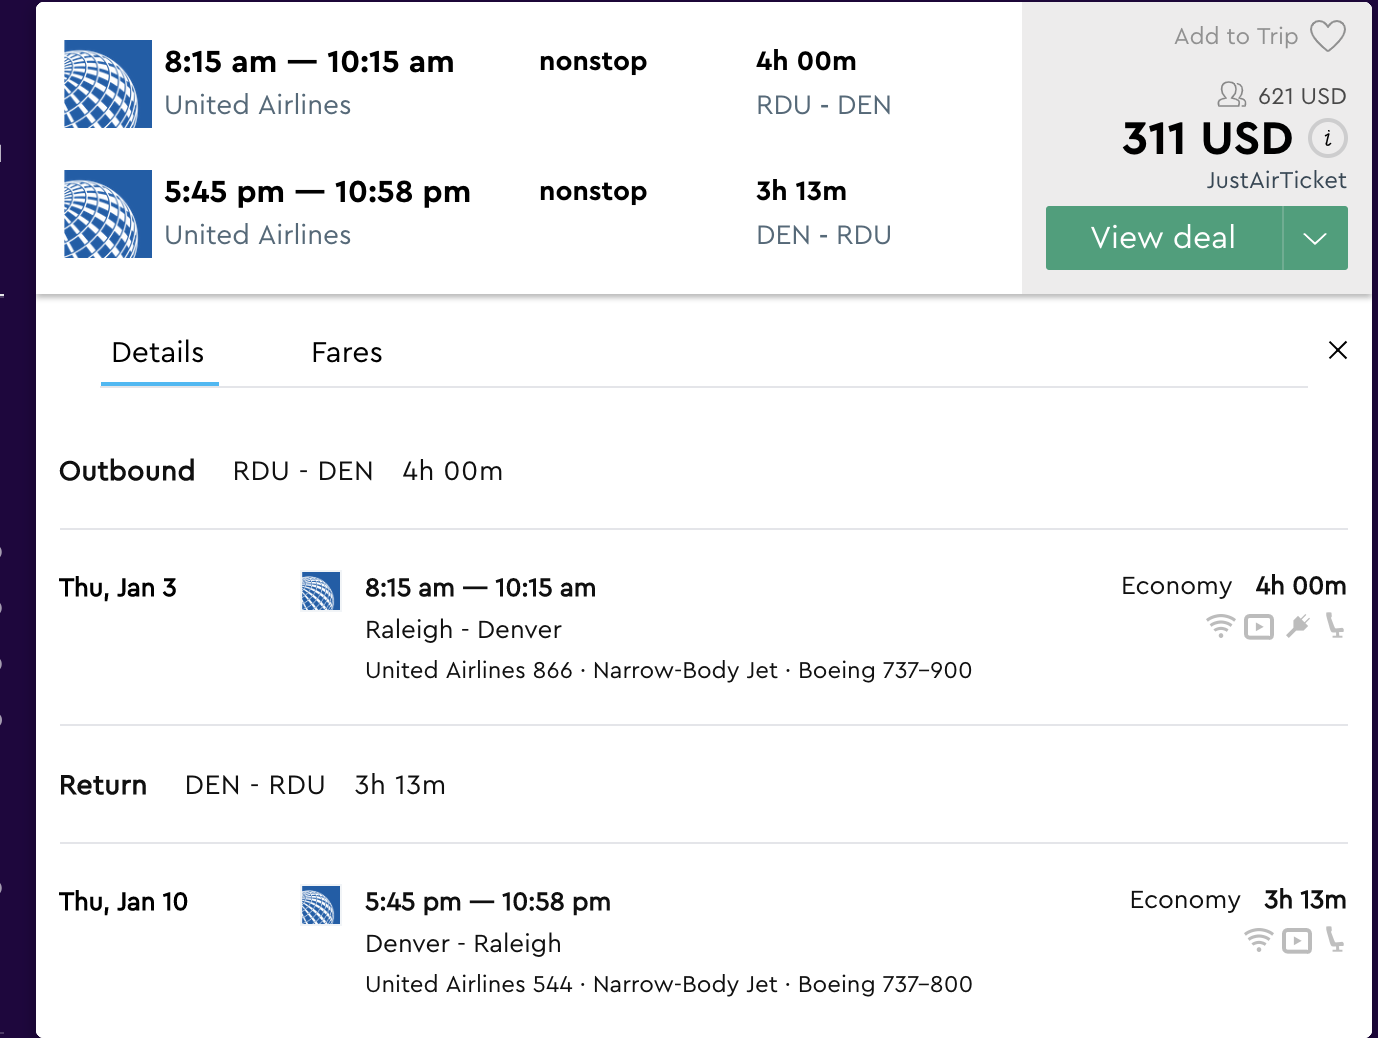 8:15 am — 10:15 am nonstop 4h 00m
United Airlines RDU - DEN
5:45 pm — 10:58 pm nonstop 3h 13m
United Airlines DEN - RDU
Add to Trip
621 USD
311 USD i
JustAirTicket
View deal
Details Fares
Outbound RDU - DEN 4h 00m
Thu, Jan 3 8:15 am — 10:15 am Economy 4h 00m
Raleigh - Denver
United Airlines 866 · Narrow-Body Jet · Boeing 737-900
Return DEN - RDU 3h 13m
Thu, Jan 10 5:45 pm — 10:58 pm Economy 3h 13m
Denver - Raleigh
United Airlines 544 · Narrow-Body Jet · Boeing 737-800